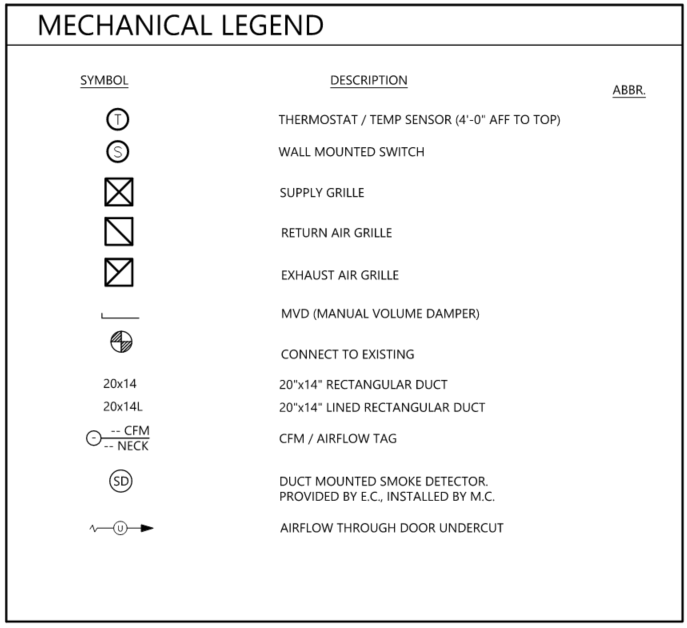 MECHANICAL LEGEND
SYMBOL DESCRIPTION ABBR.
T THERMOSTAT / TEMP SENSOR (4'-0" AFF TO TOP)
S WALL MOUNTED SWITCH
SUPPLY GRILLE
RETURN AIR GRILLE
EXHAUST AIR GRILLE
MVD (MANUAL VOLUME DAMPER)
CONNECT TO EXISTING
20x14 20"x14" RECTANGULAR DUCT
20x14L 20"x14" LINED RECTANGULAR DUCT
- -- CFM
-- NECK
CFM / AIRFLOW TAG
SD DUCT MOUNTED SMOKE DETECTOR.
PROVIDED BY E.C., INSTALLED BY M.C.
U AIRFLOW THROUGH DOOR UNDERCUT